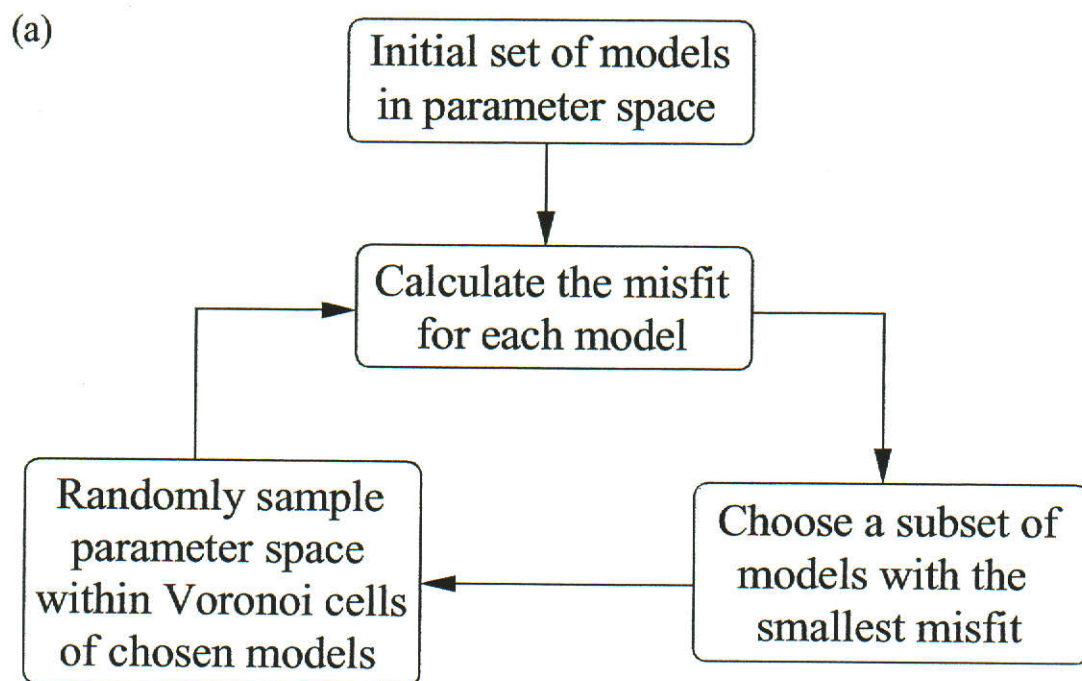 (a)
Initial set of models
in parameter space
Calculate the misfit
for each model
Randomly sample
parameter space
within Voronoi cells
of chosen models
Choose a subset of
models with the
smallest misfit